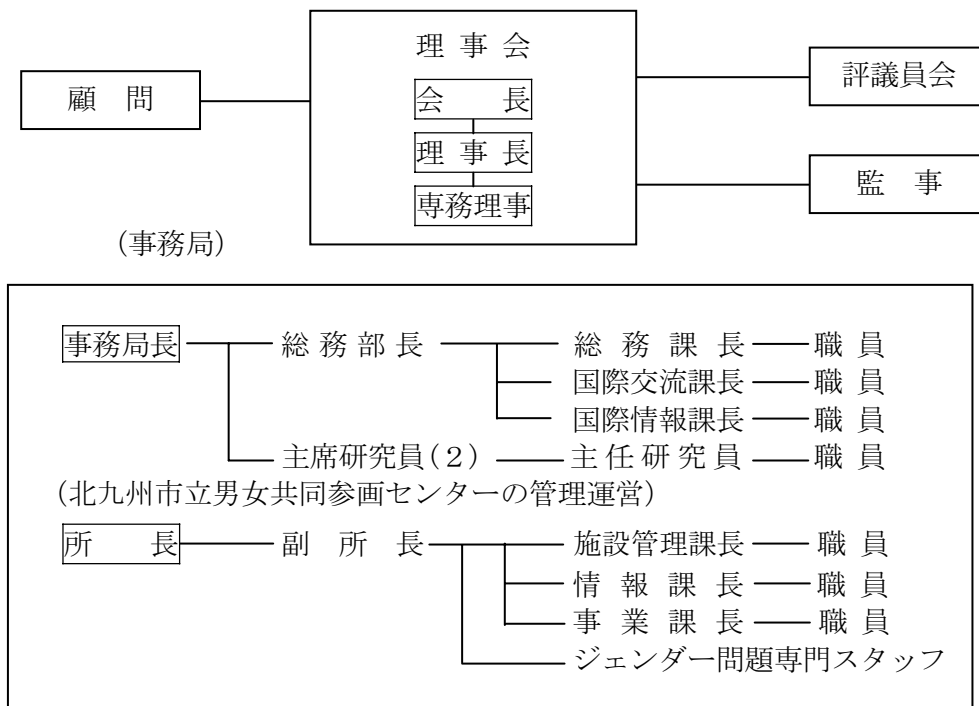 理事会
評議員会
顧問
会長
理事長
監事
専務理事
(事務局)
事務局長 総務部長 総務課長 職員
国際交流課長 職員
国際情報課長 職員
主席研究員(２) 主任研究員 職員
(北九州市立男女共同参画センターの管理運営)
所長 副所長 施設管理課長 職員
情報課長 職員
事業課長 職員
ジェンダー問題専門スタッフ